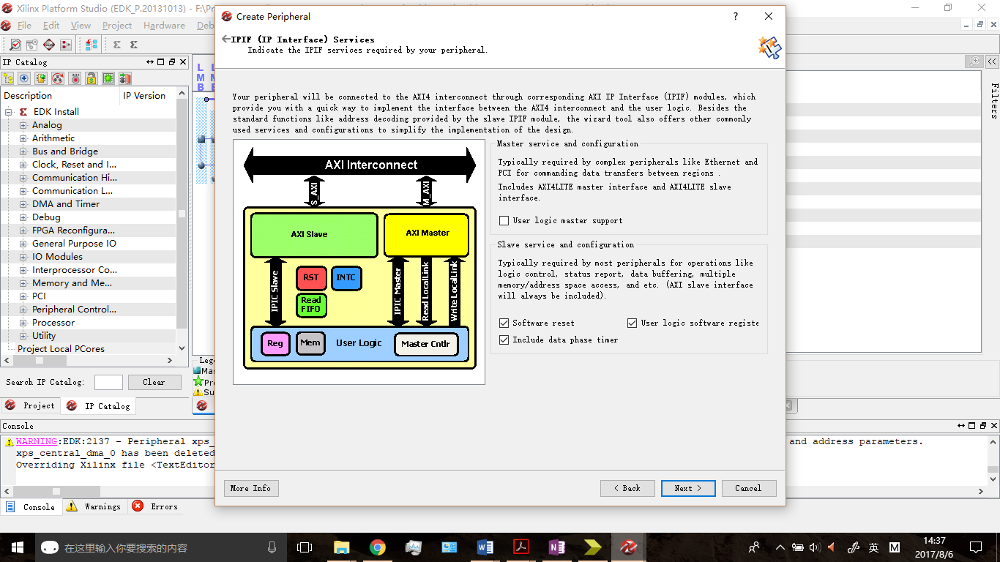 Xilinx Platform Studio (EDK_P.20131013) - F:\Pr
File Edit View Project Hardware Deb
IP Catalog
Description IP Version
EDK Install
Analog
Arithmetic
Bus and Bridge
Clock, Reset and I...
Communication Hi...
Communication L...
DMA and Timer
Debug
FPGA Reconfigura...
General Purpose IO
IO Modules
Interprocessor Co...
Memory and Me...
PCI
Peripheral Control...
Processor
Utility
Project Local PCores
Search IP Catalog:
Clear
Project
IP Catalog
L
M
B
L
M
B
Lege
Mas
Pro
Sup
Create Peripheral
?
IPIF (IP Interface) Services
Indicate the IPIF services required by your peripheral.
Your peripheral will be connected to the AXI4 interconnect through corresponding AXI IP Interface (IPIF) modules, which
provide you with a quick way to implement the interface between the AXI4 interconnect and the user logic. Besides the
standard functions like address decoding provided by the slave IPIF module, the wizard tool also offers other commonly
used services and configurations to simplify the implementation of the design.
AXI Interconnect
S_AXI
M_AXI
AXI Slave
AXI Master
IPIC Slave
RST
INTC
Read
FIFO
IPIC Master
Read LocalLink
Write LocalLink
Reg
Mem
User Logic
Master Cntlr
Master service and configuration
Typically required by complex peripherals like Ethernet and
PCI for commanding data transfers between regions .
Includes AXI4LITE master interface and AXI4LITE slave
interface.
User logic master support
Slave service and configuration
Typically required by most peripherals for operations like
logic control, status report, data buffering, multiple
memory/address space access, and etc. (AXI slave interface
will always be included).
Software reset
User logic software registe
Include data phase timer
More Info
< Back
Next >
Cancel
Filters
Console
WARNING:EDK:2137 - Peripheral xps_ and address parameters.
xps_central_dma_0 has been deleted
Overriding Xilinx file <TextEditor
Console
Warnings
Errors
在这里输入你要搜索的内容
英
M
14:37
2017/8/6